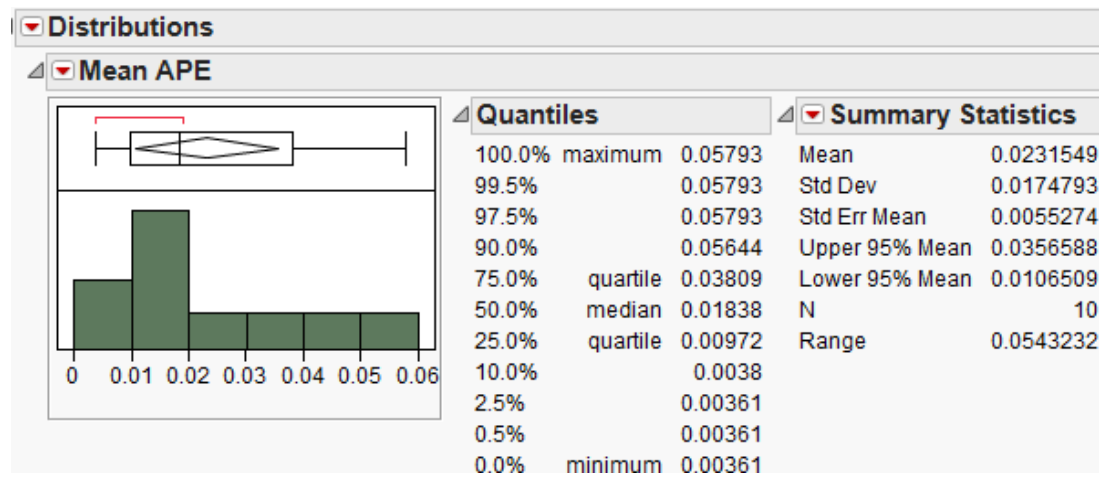 Distributions
Mean APE
0 0.01 0.02 0.03 0.04 0.05 0.06
Quantiles
100.0% maximum 0.05793
99.5% 0.05793
97.5% 0.05793
90.0% 0.05644
75.0% quartile 0.03809
50.0% median 0.01838
25.0% quartile 0.00972
10.0% 0.0038
2.5% 0.00361
0.5% 0.00361
0.0% minimum 0.00361
Summary Statistics
Mean 0.0231549
Std Dev 0.0174793
Std Err Mean 0.0055274
Upper 95% Mean 0.0356588
Lower 95% Mean 0.0106509
N 10
Range 0.0543232